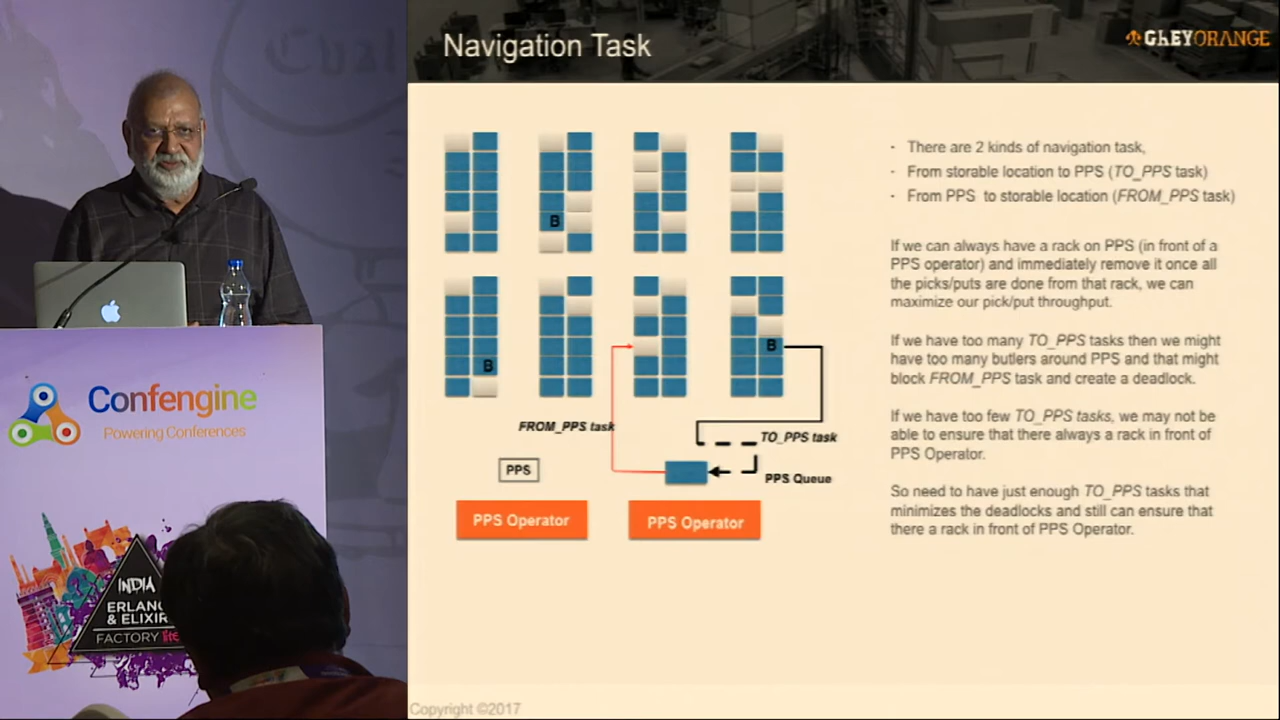 Navigation Task
GREYORANGE
· There are 2 kinds of navigation task,
· From storable location to PPS (TO_PPS task)
· From PPS to storable location (FROM_PPS task)
If we can always have a rack on PPS (in front of a
PPS operator) and immediately remove it once all
the picks/puts are done from that rack, we can
maximize our pick/put throughput.
If we have too many TO_PPS tasks then we might
have too many butlers around PPS and that might
block FROM_PPS task and create a deadlock.
If we have too few TO_PPS tasks, we may not be
able to ensure that there always a rack in front of
PPS Operator.
So need to have just enough TO_PPS tasks that
minimizes the deadlocks and still can ensure that
there a rack in front of PPS Operator.
B
B
B
FROM_PPS task
TO_PPS task
PPS
PPS Queue
PPS Operator
PPS Operator
Copyright ©2017
Confengine
Powering Conferences
INDIA
ERLANG
& ELIXIR
FACTORY lite